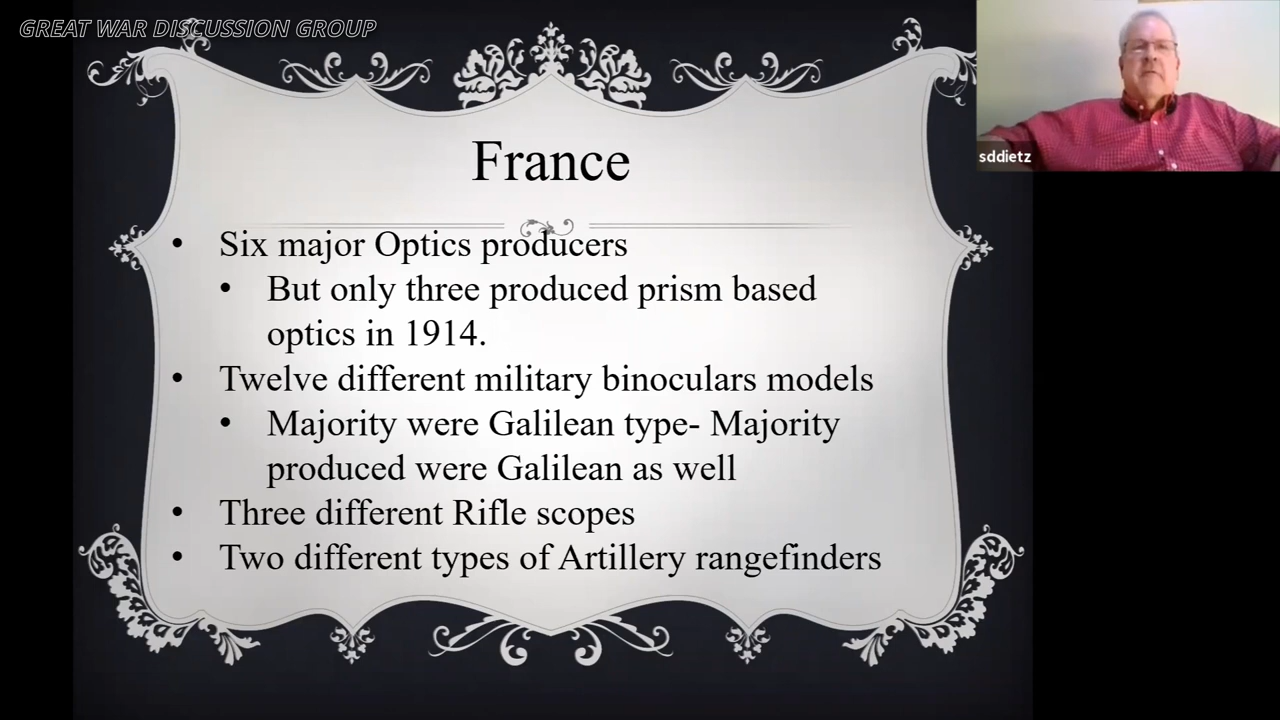 GREAT WAR DISCUSSION GROUP
sddietz
France
• Six major Optics producers
• But only three produced prism based
optics in 1914.
• Twelve different military binoculars models
• Majority were Galilean type- Majority
produced were Galilean as well
• Three different Rifle scopes
• Two different types of Artillery rangefinders